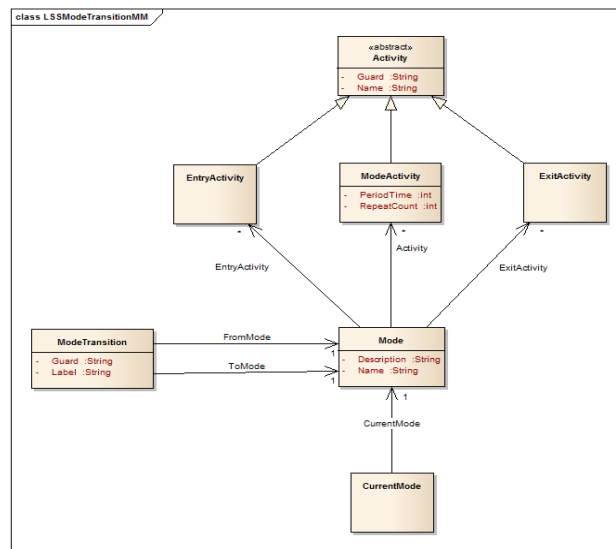 class LSSModeTransitionMM
«abstract»
Activity
- Guard :String
- Name :String
EntryActivity
ModeActivity
- PeriodTime :int
- RepeatCount :int
ExitActivity
*
*
*
EntryActivity
Activity
ExitActivity
ModeTransition
- Guard :String
- Label :String
FromMode
1
ToMode
1
Mode
- Description :String
- Name :String
1
CurrentMode
CurrentMode